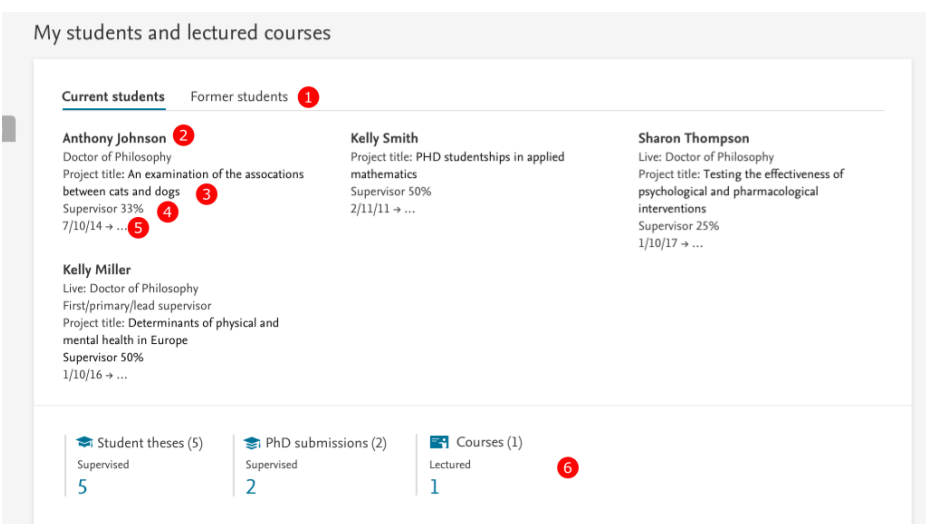 My students and lectured courses
Current students Former students 1
Anthony Johnson 2
Doctor of Philosophy
Project title: An examination of the assocations
between cats and dogs 3
Supervisor 33% 4
7/10/14 → ... 5
Kelly Smith
Project title: PHD studentships in applied
mathematics
Supervisor 50%
2/11/11 → ...
Sharon Thompson
Live: Doctor of Philosophy
Project title: Testing the effectiveness of
psychological and pharmacological
interventions
Supervisor 25%
1/10/17 → ...
Kelly Miller
Live: Doctor of Philosophy
First/primary/lead supervisor
Project title: Determinants of physical and
mental health in Europe
Supervisor 50%
1/10/16 → ...
Student theses (5)
Supervised
5
PhD submissions (2)
Supervised
2
Courses (1)
Lectured
1
6